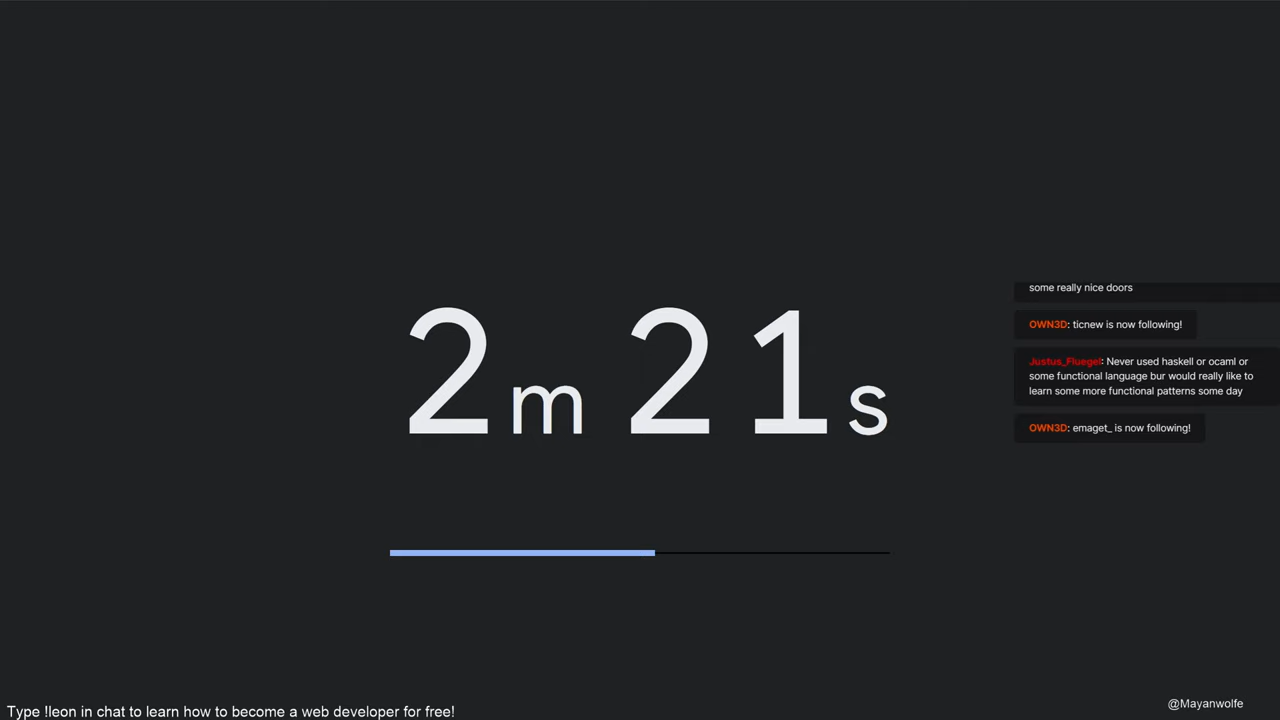 2m 21s
some really nice doors
OWN3D: ticnew is now following!
Justus_Fluegel: Never used haskell or ocaml or
some functional language bur would really like to
learn some more functional patterns some day
OWN3D: emaget_ is now following!
@Mayanwolfe
Type !leon in chat to learn how to become a web developer for free!